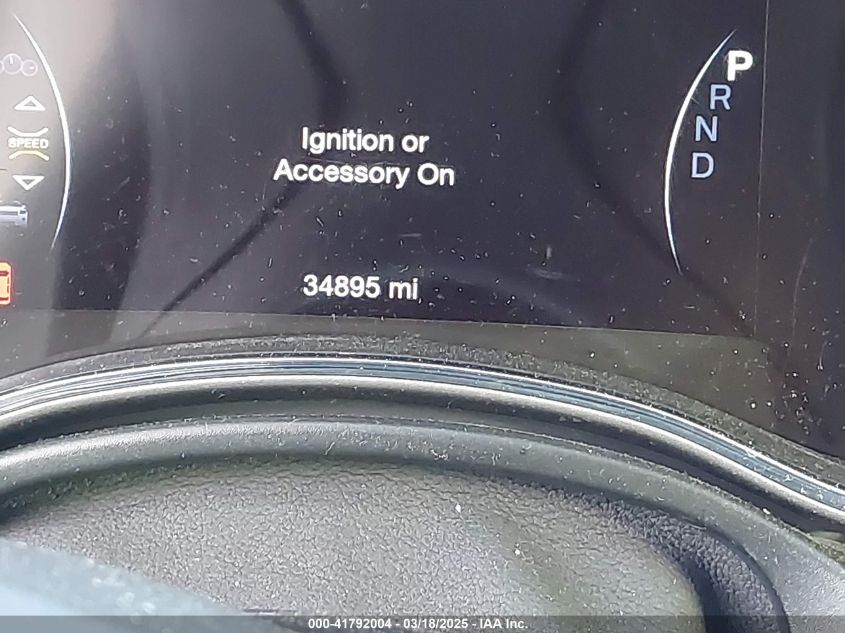 P
R
N
D
SPEED
Ignition or
Accessory On
34895 mi
000-41792004 - 03/18/2025 - IAA Inc.